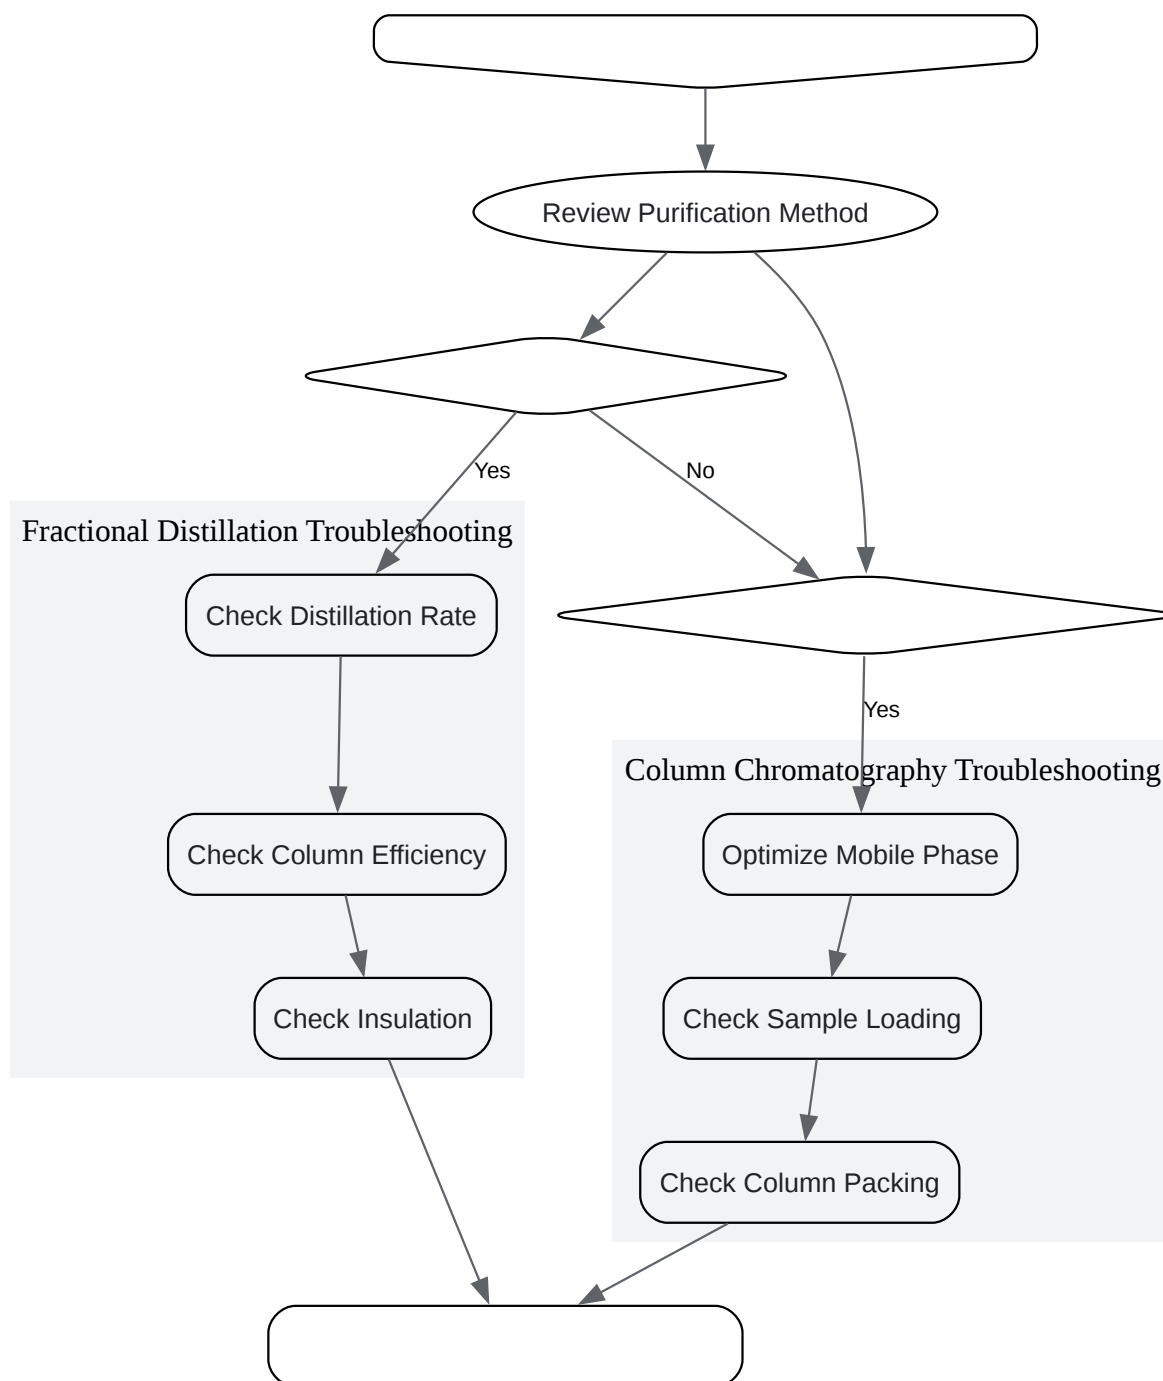 Review Purification Method
Yes
No
Fractional Distillation Troubleshooting
Check Distillation Rate
Yes
Column Chromatography Troubleshooting
Check Column Efficiency
Optimize Mobile Phase
Check Insulation
Check Sample Loading
Check Column Packing